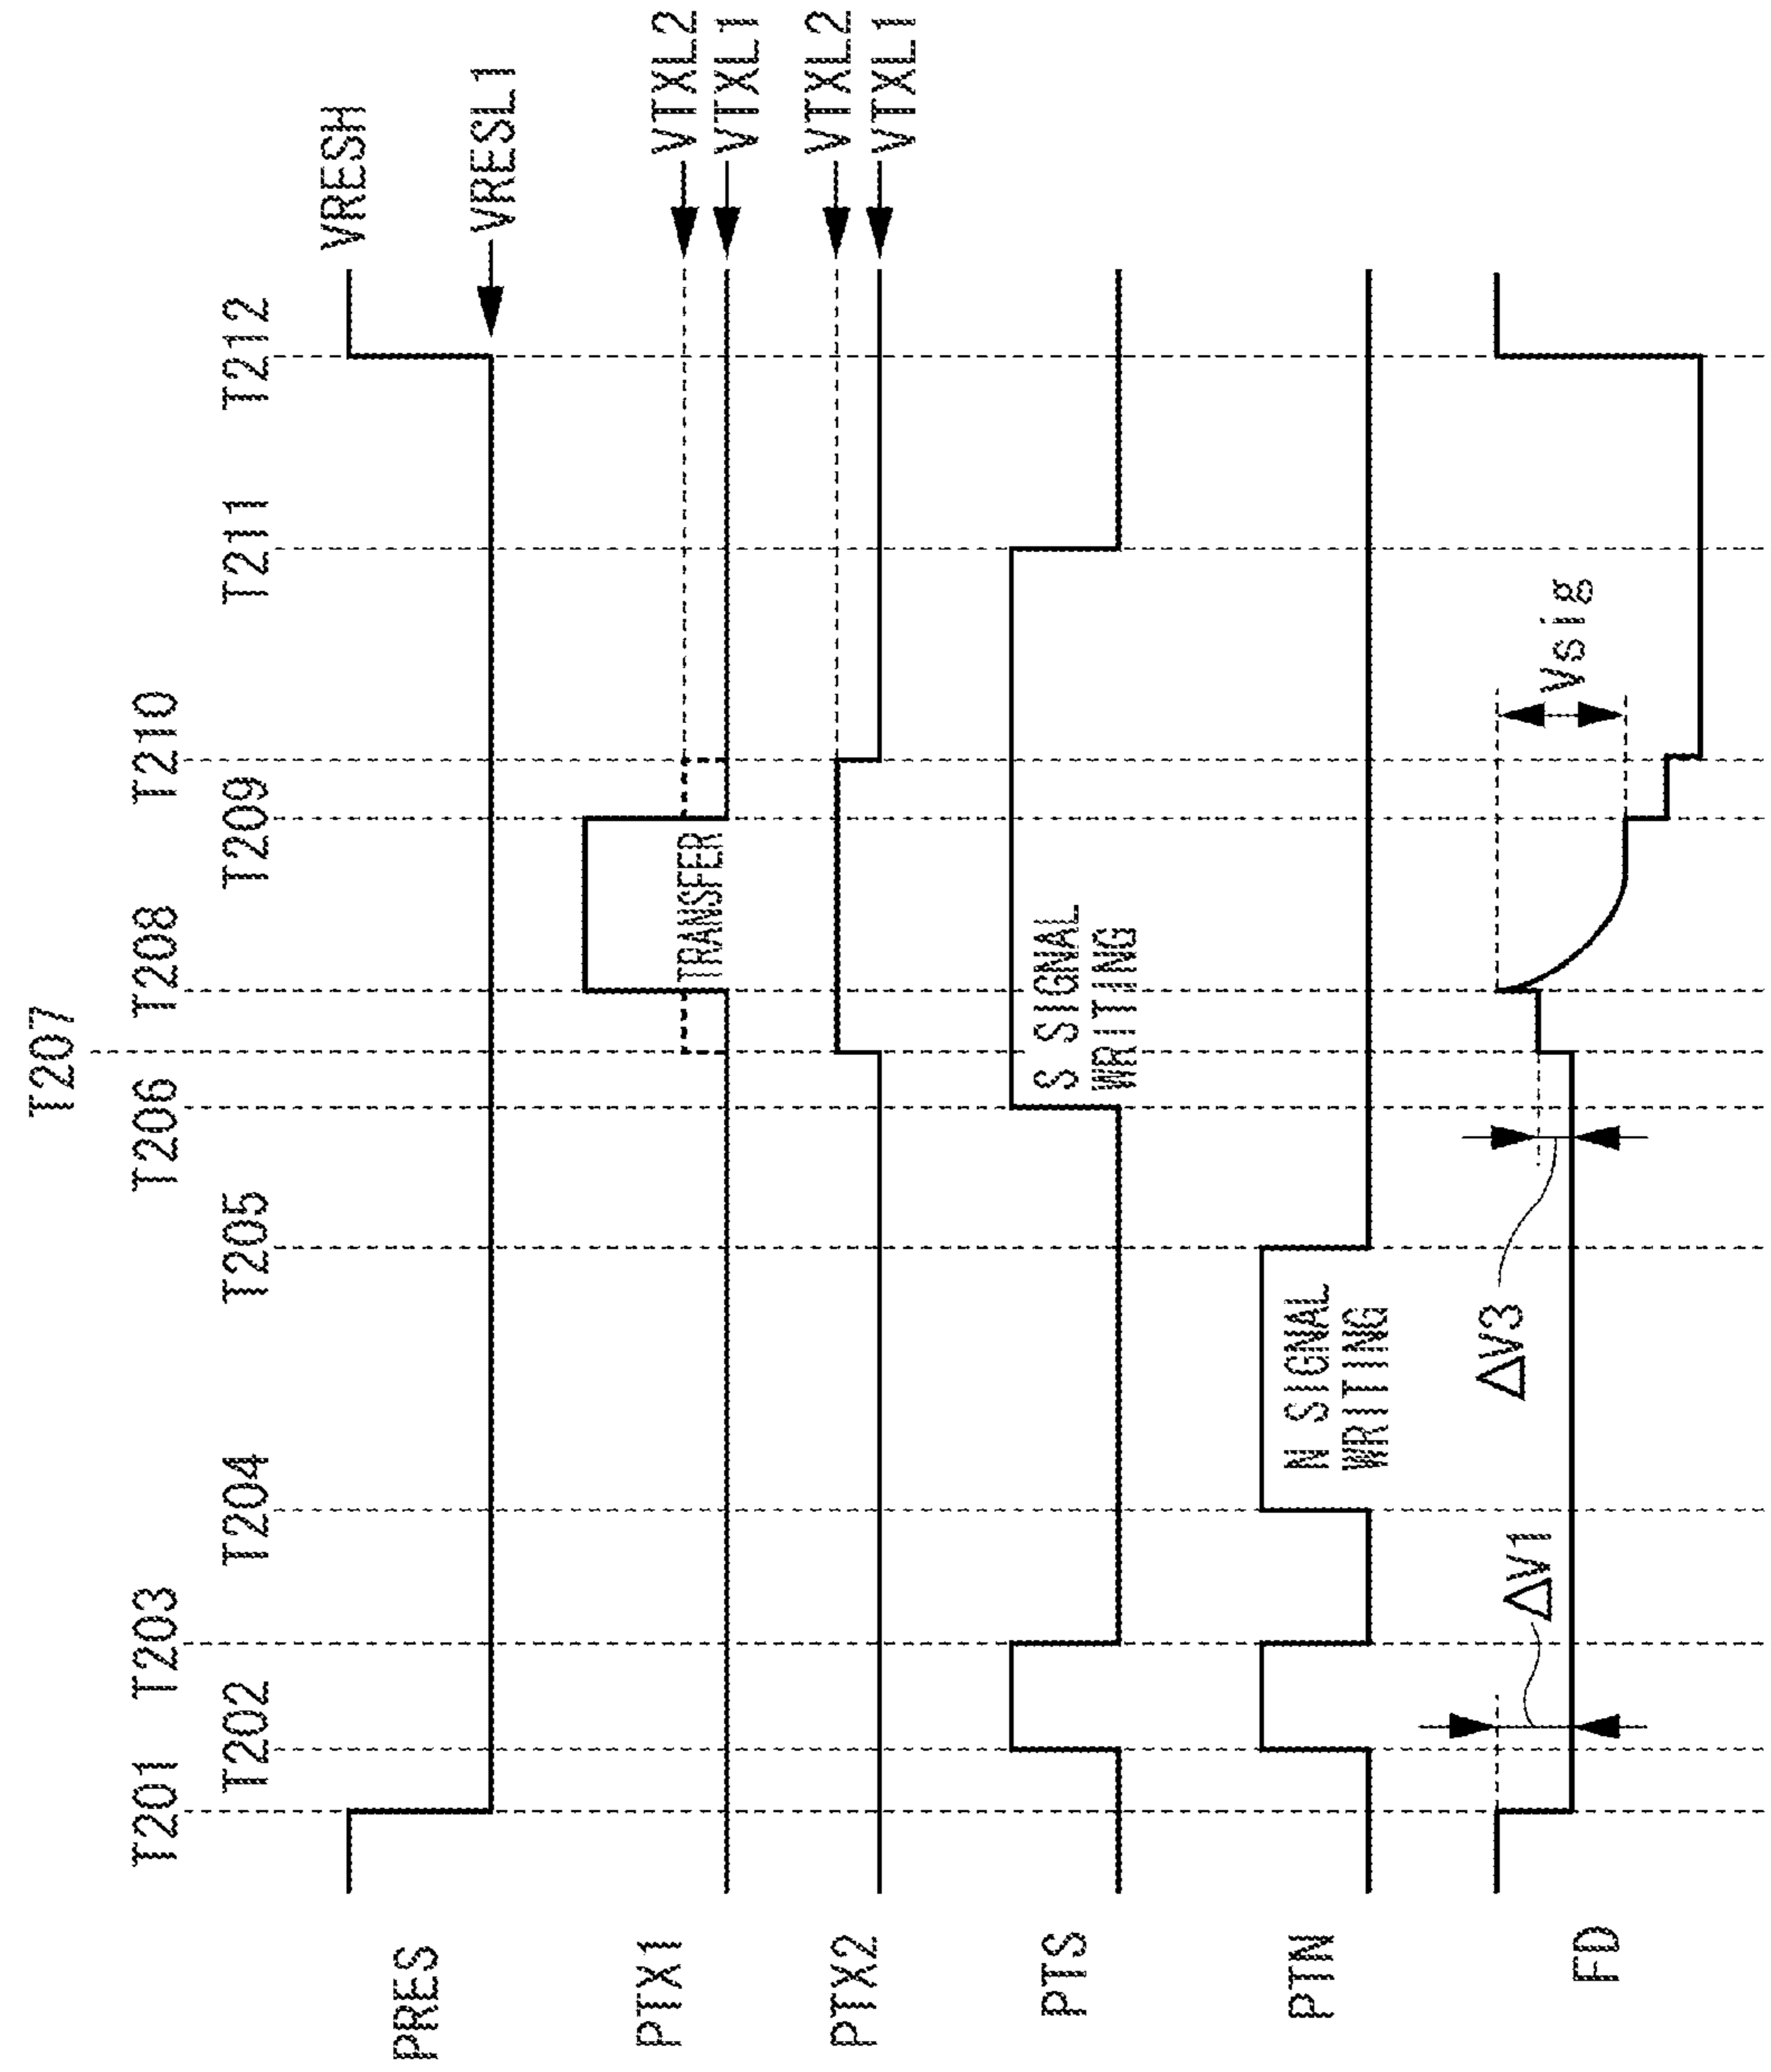 T207
T201 T203 T206 T208 T210
T202 T204 T205 T209 T211 T212
PRES
VRESH
VRESL1
PTX1
TRANSFER
VTXL2
VTXL1
PTX2
VTXL2
VTXL1
PTS
S SIGNAL
WRITING
PTN
N SIGNAL
WRITING
FD
ΔV1
ΔV3
Vsig